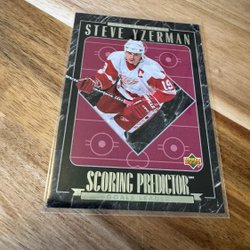 STEVE YZERMAN
SCORING PREDICTOR